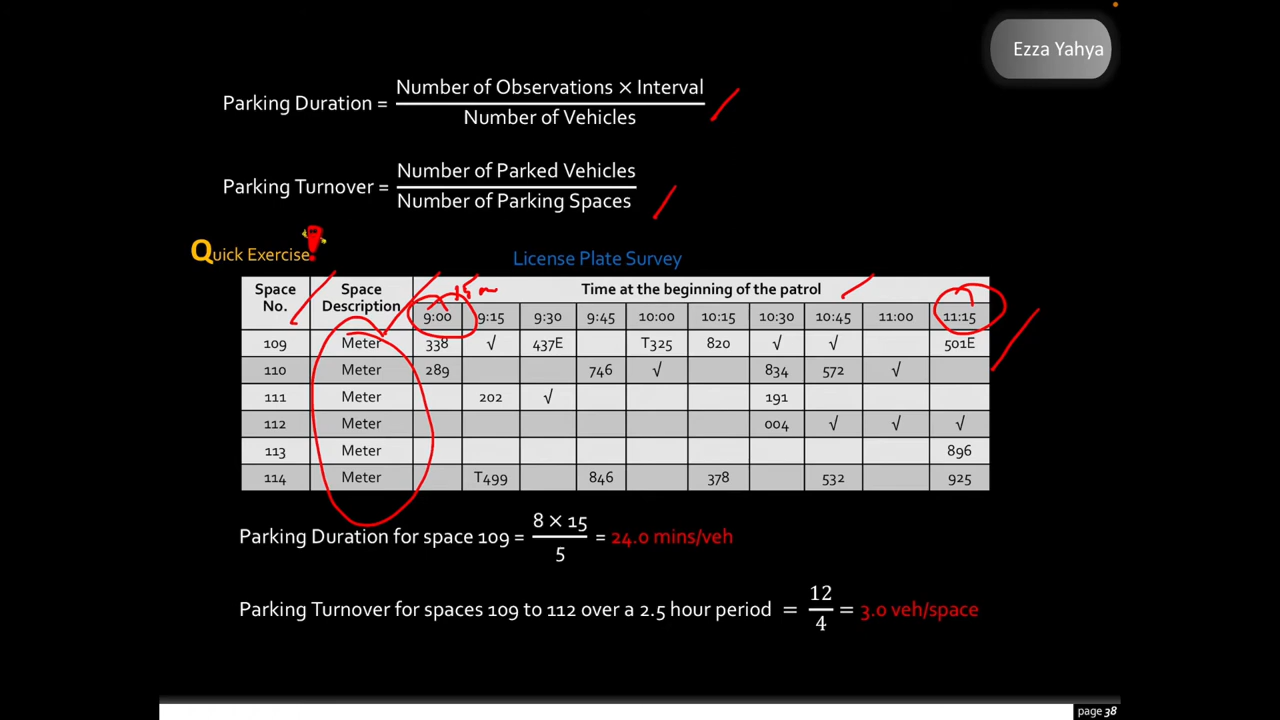 Ezza Yahya
Parking Duration = Number of Observations × Interval
Number of Vehicles
Parking Turnover = Number of Parked Vehicles
Number of Parking Spaces
Quick Exercise!
License Plate Survey
Space No. Space Description Time at the beginning of the patrol
9:00 9:15 9:30 9:45 10:00 10:15 10:30 10:45 11:00 11:15
109 Meter 338 √ 437E T325 820 √ √ 501E
110 Meter 289 746 √ 834 572 √
111 Meter 202 √ 191
112 Meter 004 √ √ √
113 Meter 896
114 Meter T499 846 378 532 925
Parking Duration for space 109 = 8 × 15 / 5 = 24.0 mins/veh
Parking Turnover for spaces 109 to 112 over a 2.5 hour period = 12 / 4 = 3.0 veh/space
page 38